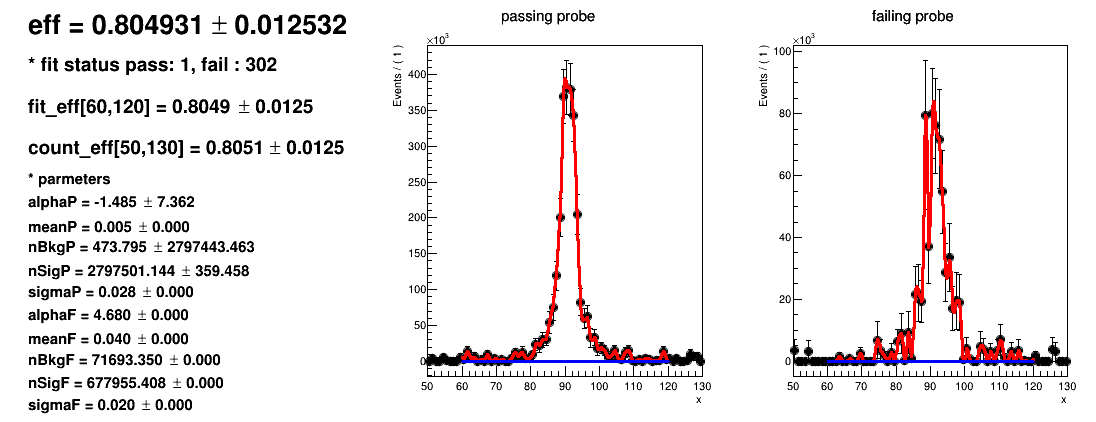 eff = 0.804931 ± 0.012532
* fit status pass: 1, fail : 302
fit_eff[60,120] = 0.8049 ± 0.0125
count_eff[50,130] = 0.8051 ± 0.0125
* parmeters
alphaP = -1.485 ± 7.362
meanP = 0.005 ± 0.000
nBkgP = 473.795 ± 2797443.463
nSigP = 2797501.144 ± 359.458
sigmaP = 0.028 ± 0.000
alphaF = 4.680 ± 0.000
meanF = 0.040 ± 0.000
nBkgF = 71693.350 ± 0.000
nSigF = 677955.408 ± 0.000
sigmaF = 0.020 ± 0.000
passing probe
×10³
Events / ( 1 )
400
350
300
250
200
150
100
50
0
50 60 70 80 90 100 110 120 130
x
failing probe
×10³
Events / ( 1 )
100
80
60
40
20
0
50 60 70 80 90 100 110 120 130
x